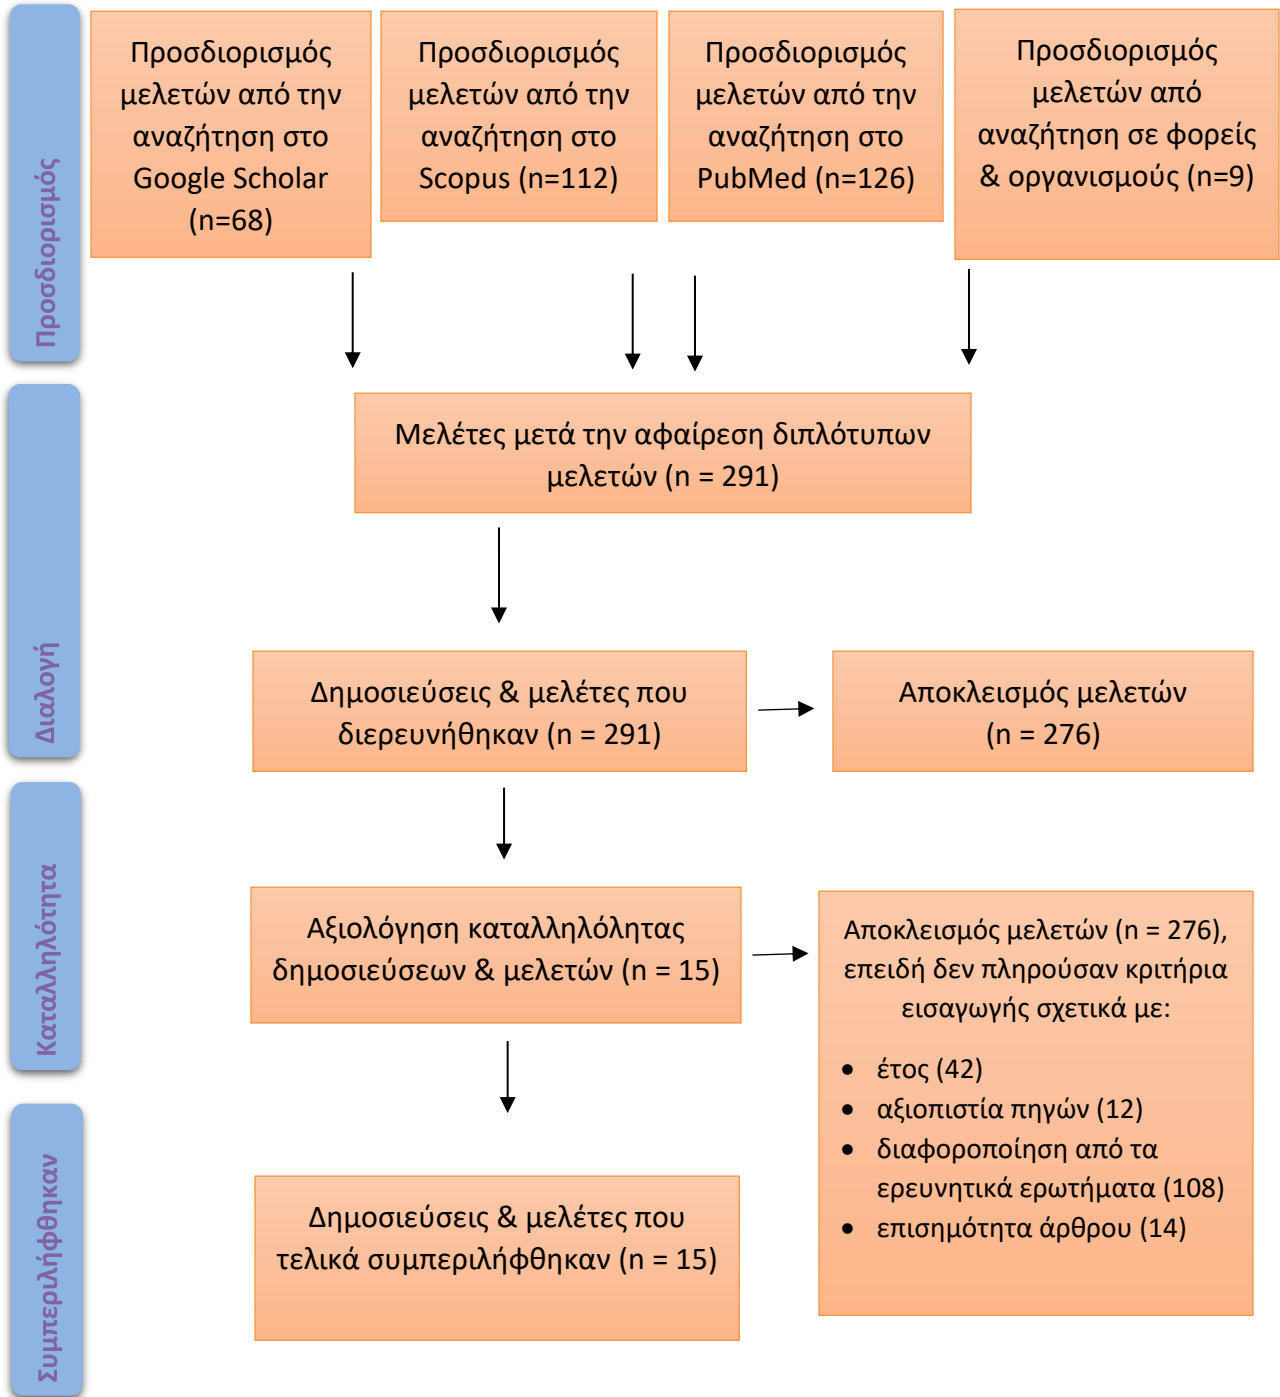 Προσδιορισμός
Προσδιορισμός
μελετών από την
αναζήτηση στο
Google Scholar
(n=68)
Προσδιορισμός
μελετών από την
αναζήτηση στο
Scopus (n=112)
Προσδιορισμός
μελετών από την
αναζήτηση στο
PubMed (n=126)
Προσδιορισμός
μελετών από
αναζήτηση σε φορείς
& οργανισμούς (n=9)
Μελέτες μετά την αφαίρεση διπλότυπων
μελετών (n = 291)
Διαλογή
Δημοσιεύσεις & μελέτες που
διερευνήθηκαν (n = 291)
Αποκλεισμός μελετών
(n = 276)
Καταλληλότητα
Αξιολόγηση καταλληλόλητας
δημοσιεύσεων & μελετών (n = 15)
Αποκλεισμός μελετών (n = 276),
επειδή δεν πληρούσαν κριτήρια
εισαγωγής σχετικά με:
• έτος (42)
• αξιοπιστία πηγών (12)
• διαφοροποίηση από τα
ερευνητικά ερωτήματα (108)
• επισημότητα άρθρου (14)
Συμπεριλήφθηκαν
Δημοσιεύσεις & μελέτες που
τελικά συμπεριλήφθηκαν (n = 15)